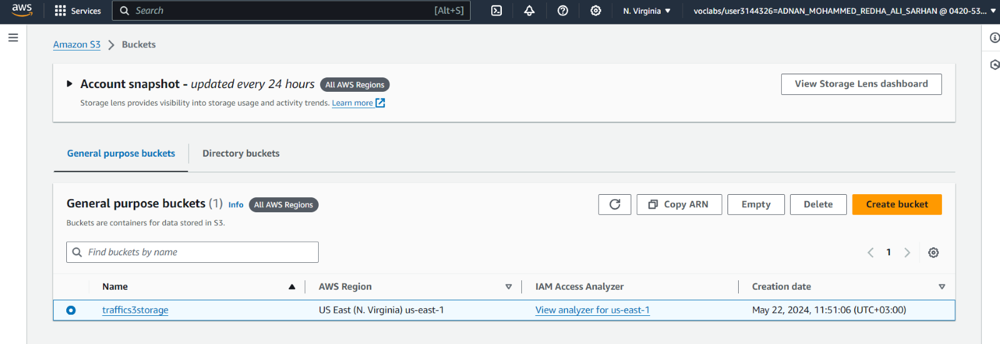 aws Services Search [Alt+S] N. Virginia voclabs/user3144326=ADNAN_MOHAMMED_REDHA_ALI_SARHAN @ 0420-53...
Amazon S3 Buckets
Account snapshot - updated every 24 hours All AWS Regions View Storage Lens dashboard
Storage lens provides visibility into storage usage and activity trends. Learn more
General purpose buckets Directory buckets
General purpose buckets (1) Info All AWS Regions Copy ARN Empty Delete Create bucket
Buckets are containers for data stored in S3.
Find buckets by name 1
Name AWS Region IAM Access Analyzer Creation date
traffics3storage US East (N. Virginia) us-east-1 View analyzer for us-east-1 May 22, 2024, 11:51:06 (UTC+03:00)